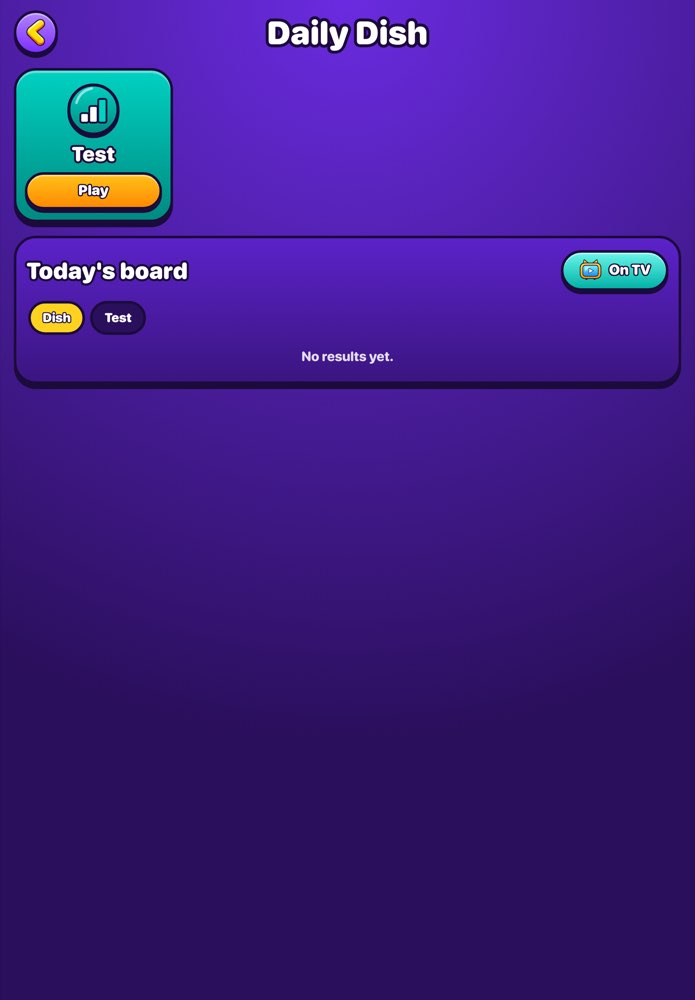 Daily Dish
Test
Play
Today's board
On TV
Dish
Test
No results yet.